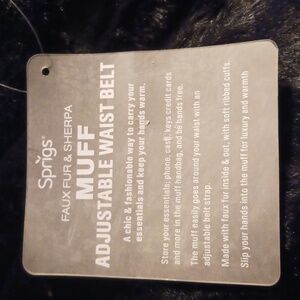 Sprigs®
FAUX FUR & SHERPA
MUFF
ADJUSTABLE WAIST BELT
A chic & fashionable way to carry your
essentials and keep your hands warm.
Store your essentials; phone, cash, keys credit cards
and more in the muff handbag, and be hands free.
The muff easily goes around your waist with an
adjustable belt strap.
Made with faux fur inside & out, with soft ribbed cuffs.
Slip your hands into the muff for luxury and warmth